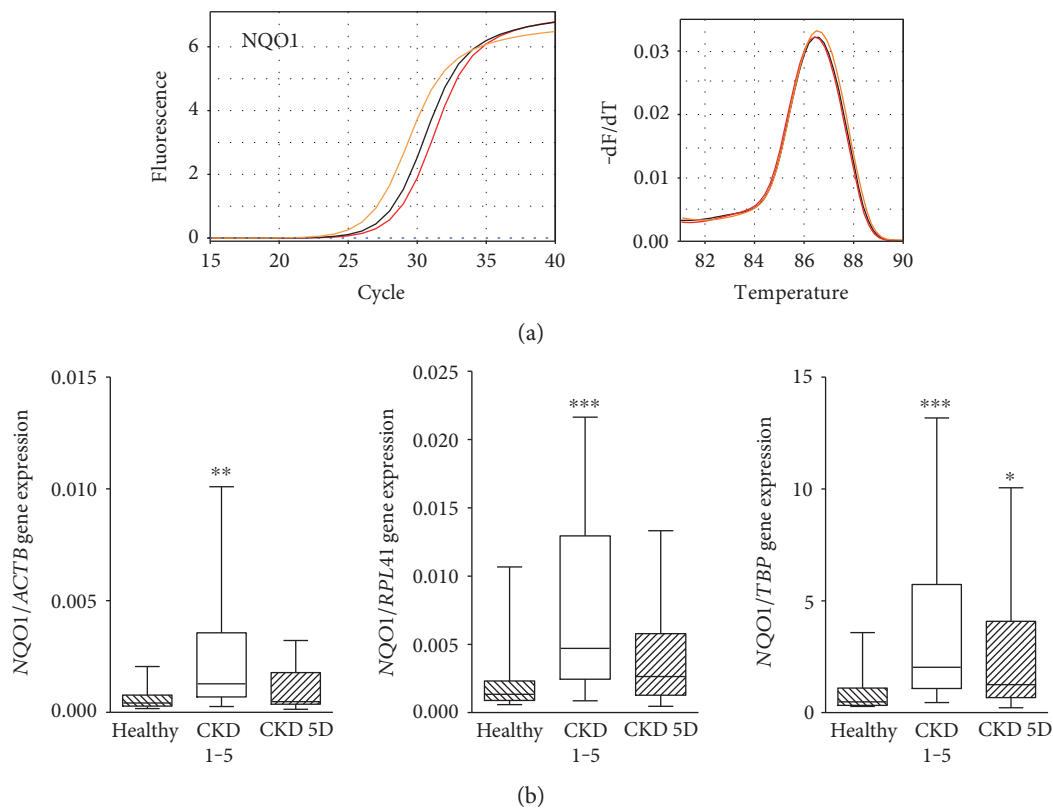 NQO1
Fluorescence
6
4
2
0
15 20 25 30 35 40
Cycle
-dF/dT
0.03
0.02
0.01
0.00
82 84 86 88 90
Temperature
(a)
NQO1/ACTB gene expression
0.015
0.010
0.005
0.000
**
Healthy CKD 1-5 CKD 5D
NQO1/RPL41 gene expression
0.025
0.020
0.015
0.010
0.005
0.000
***
Healthy CKD 1-5 CKD 5D
NQO1/TBP gene expression
15
10
5
0
***
*
Healthy CKD 1-5 CKD 5D
(b)